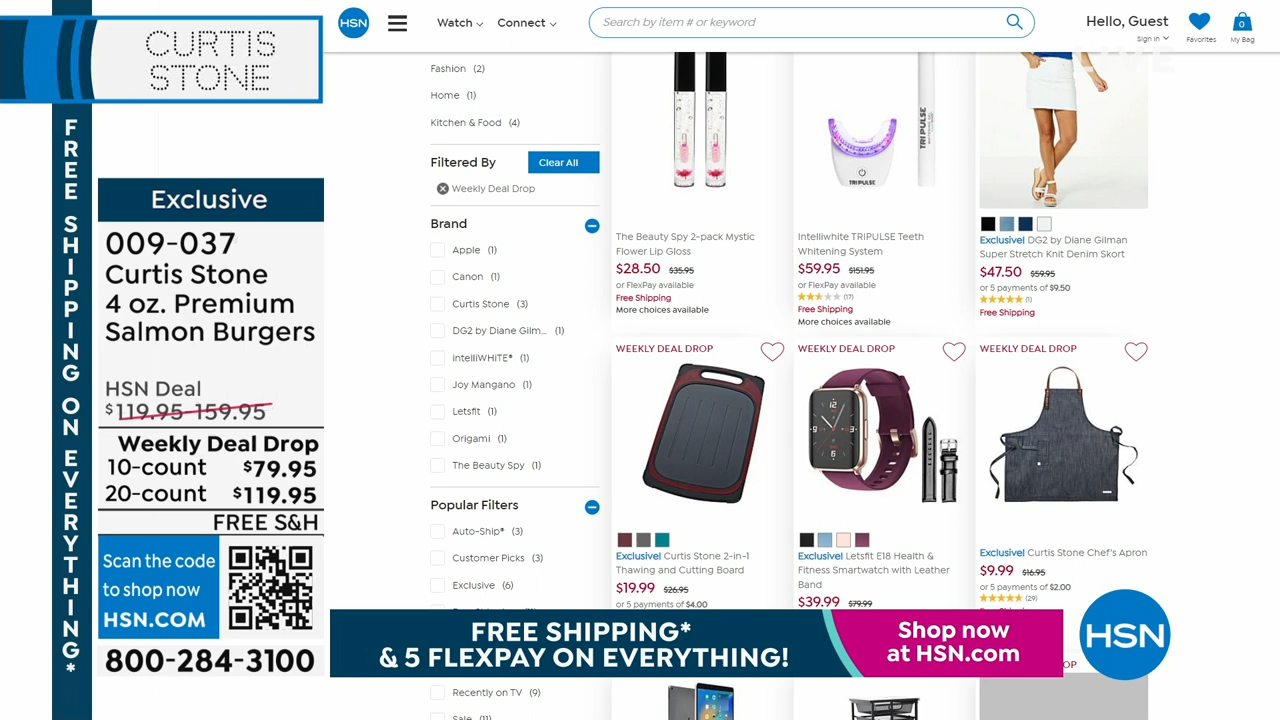 CURTIS
STONE
FREE SHIPPING ON EVERYTHING!*
Exclusive
009-037
Curtis Stone
4 oz. Premium
Salmon Burgers
HSN Deal
$119.95-159.95
Weekly Deal Drop
10-count $79.95
20-count $119.95
FREE S&H
Scan the code
to shop now
HSN.COM
800-284-3100
HSN
Watch
Connect
Search by item # or keyword
Hello, Guest
Sign in
Favorites
0
My Bag
LIVE
Fashion (2)
Home (1)
Kitchen & Food (4)
Filtered By
Clear All
Weekly Deal Drop
Brand
Apple (1)
Canon (1)
Curtis Stone (3)
DG2 by Diane Gilm... (1)
intelliWHiTE® (1)
Joy Mangano (1)
Letsfit (1)
Origami (1)
The Beauty Spy (1)
Popular Filters
Auto-Ship® (3)
Customer Picks (3)
Exclusive (6)
Recently on TV (9)
Sale (11)
The Beauty Spy 2-pack Mystic
Flower Lip Gloss
$28.50 $35.95
or FlexPay available
Free Shipping
More choices available
TRIPULSE
TRIPULSE
Intelliwhite TRIPULSE Teeth
Whitening System
$59.95 $151.95
or FlexPay available
(17)
Free Shipping
More choices available
Exclusive! DG2 by Diane Gilman
Super Stretch Knit Denim Skort
$47.50 $59.95
or 5 payments of $9.50
(1)
Free Shipping
WEEKLY DEAL DROP
Exclusive! Curtis Stone 2-in-1
Thawing and Cutting Board
$19.99 $26.95
or 5 payments of $4.00
WEEKLY DEAL DROP
Exclusive! Letsfit E18 Health &
Fitness Smartwatch with Leather
Band
$39.99 $79.99
WEEKLY DEAL DROP
Exclusive! Curtis Stone Chef's Apron
$9.99 $16.95
or 5 payments of $2.00
(29)
FREE SHIPPING*
& 5 FLEXPAY ON EVERYTHING!
Shop now
at HSN.com
HSN